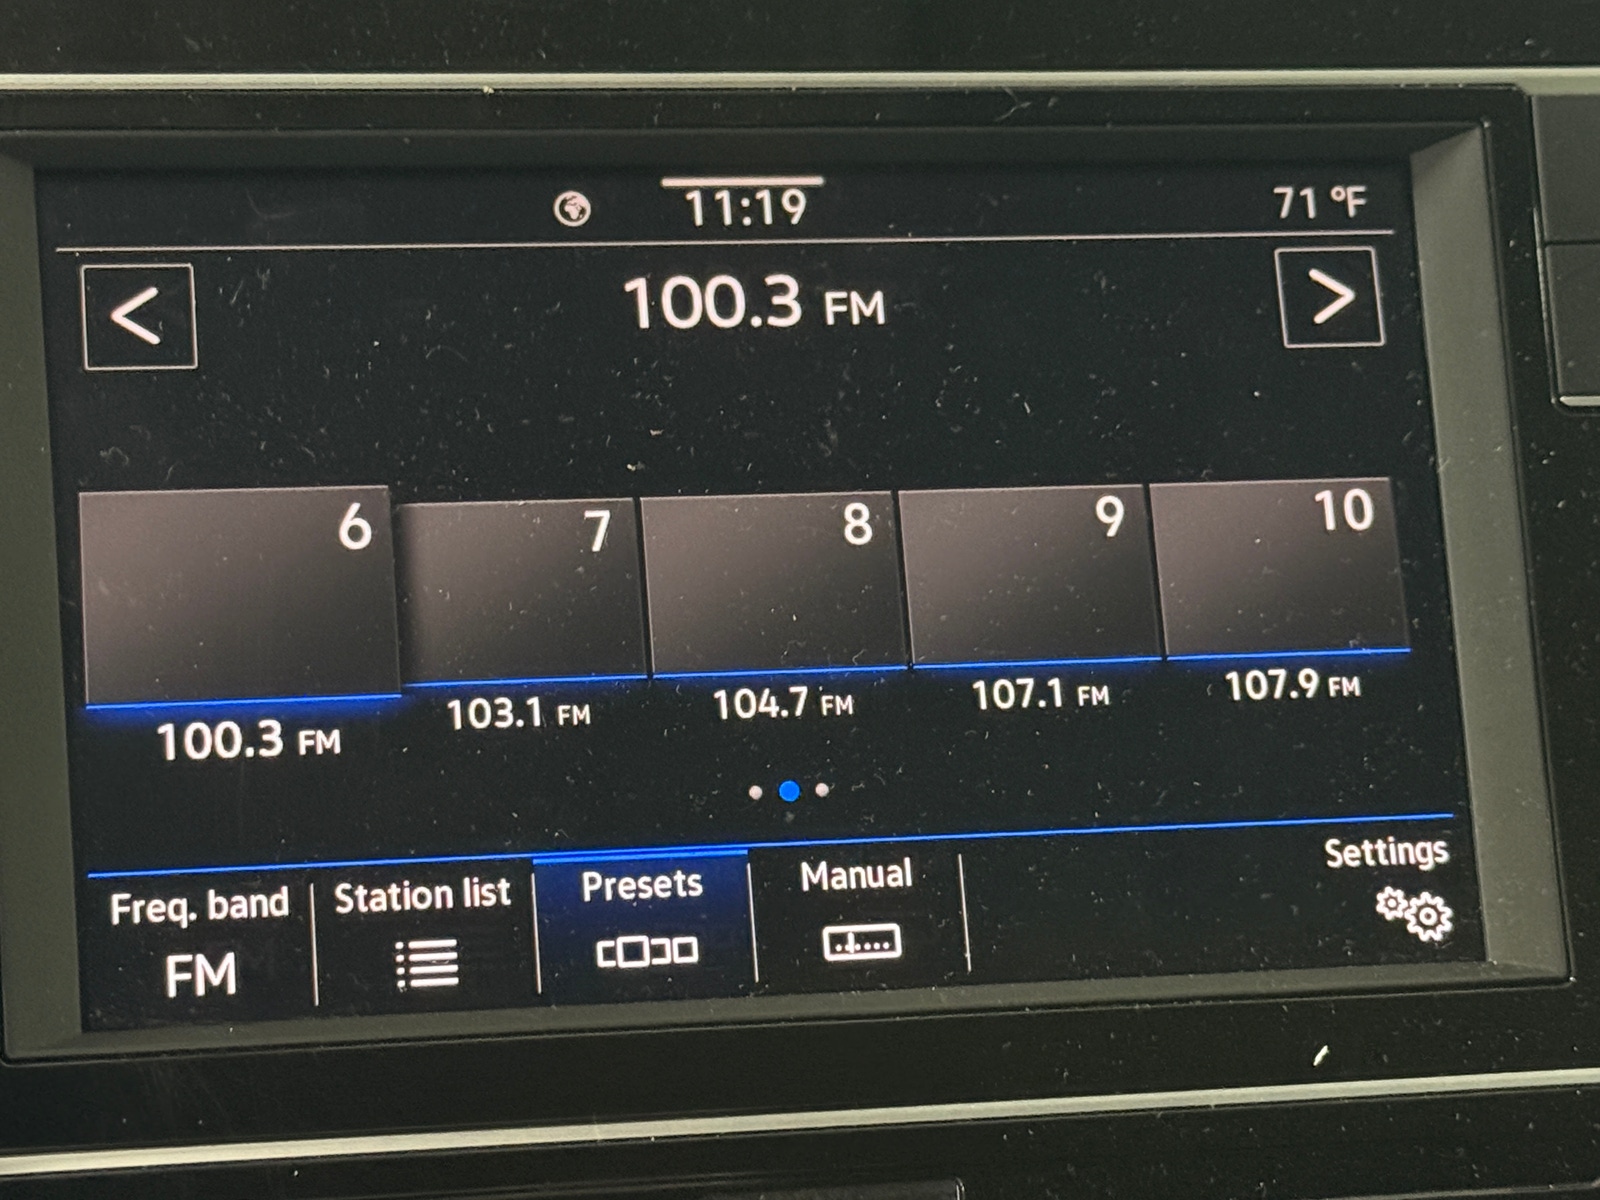 11:19
71 °F
<
100.3 FM
>
6
7
8
9
10
100.3 FM
103.1 FM
104.7 FM
107.1 FM
107.9 FM
Freq. band
FM
Station list
Presets
Manual
Settings